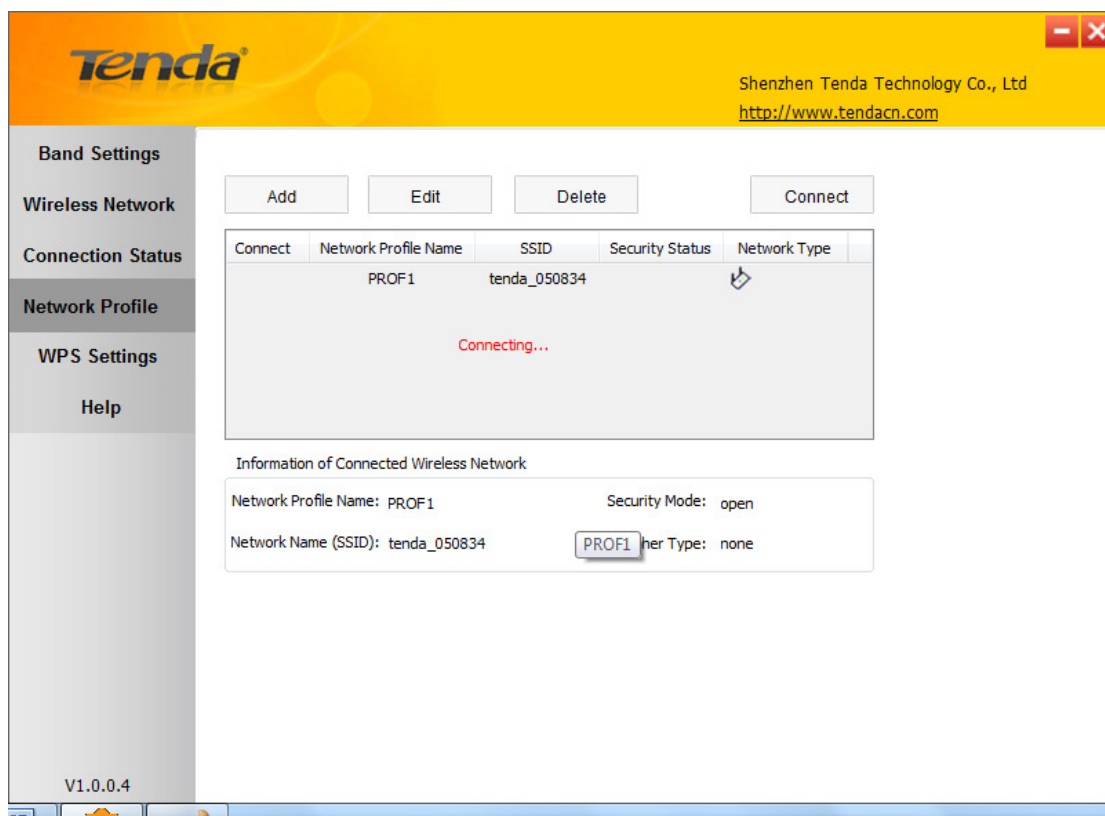 Tenda®
Shenzhen Tenda Technology Co., Ltd
http://www.tendacn.com
Band Settings
Wireless Network
Connection Status
Network Profile
WPS Settings
Help
V1.0.0.4
Add Edit Delete Connect
Connect Network Profile Name SSID Security Status Network Type
PROF1 tenda_050834
Connecting...
Information of Connected Wireless Network
Network Profile Name: PROF1 Security Mode: open
Network Name (SSID): tenda_050834 PROF1 her Type: none